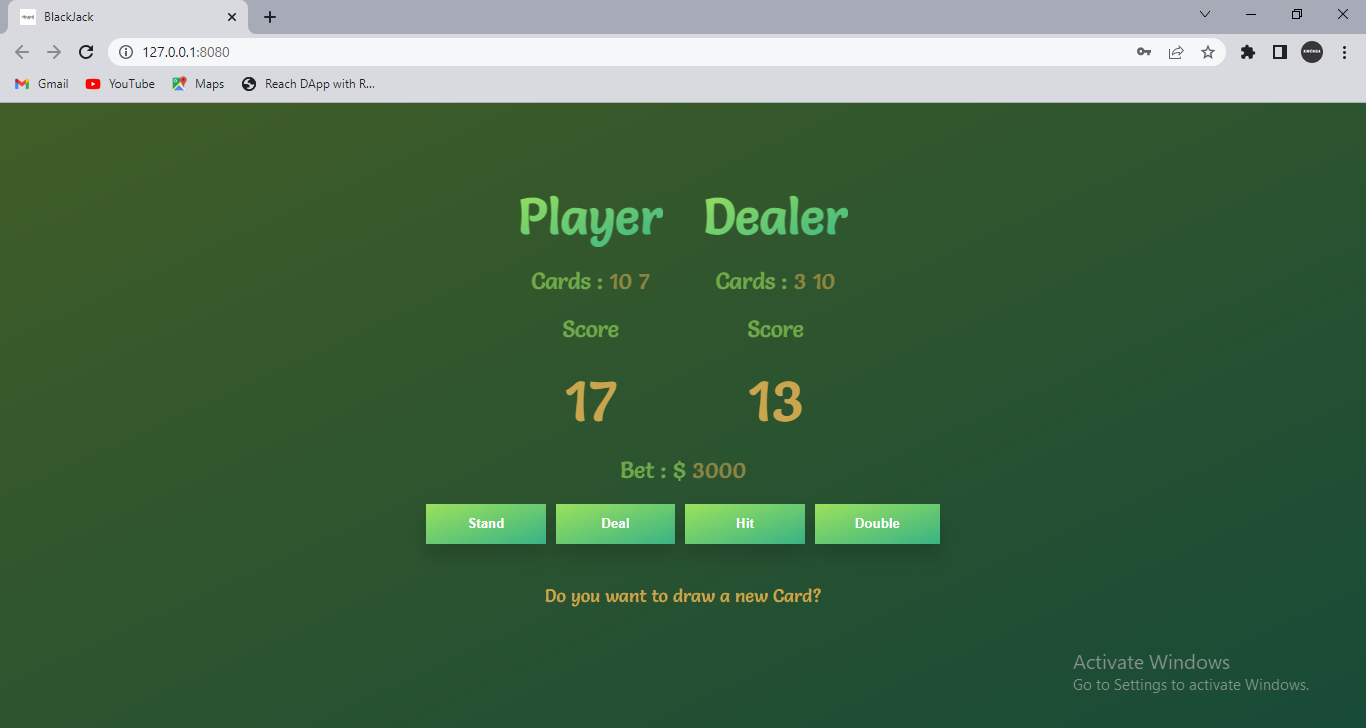 BlackJack
127.0.0.1:8080
Gmail YouTube Maps Reach DApp with R...
Player Dealer
Cards : 10 7 Cards : 3 10
Score Score
17 13
Bet : $ 3000
Stand Deal Hit Double
Do you want to draw a new Card?
Activate Windows
Go to Settings to activate Windows.